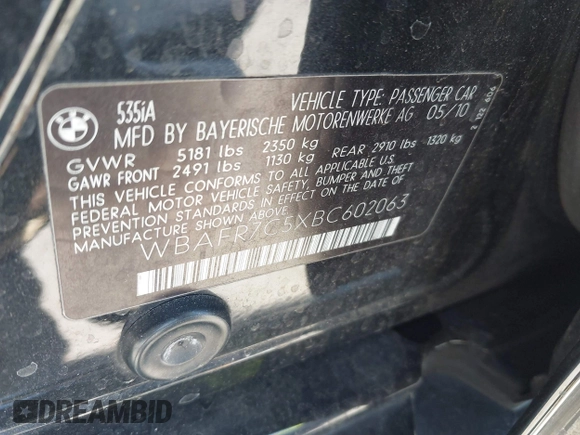 BMW
535iA
VEHICLE TYPE: PASSENGER CAR
MFD BY BAYERISCHE MOTORENWERKE AG 05/10
GVWR 5181 lbs 2350 kg
GAWR FRONT 2491 lbs 1130 kg REAR 2910 lbs 1320 kg
THIS VEHICLE CONFORMS TO ALL APPLICABLE
FEDERAL MOTOR VEHICLE SAFETY, BUMPER, AND THEFT
PREVENTION STANDARDS IN EFFECT ON THE DATE OF
MANUFACTURE SHOWN ABOVE
WBAFR7C5XBC602063
DREAMBID